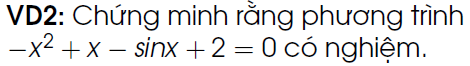 VD2: Chứng minh rằng phương trình
−x² + x − sinx + 2 = 0 có nghiệm.